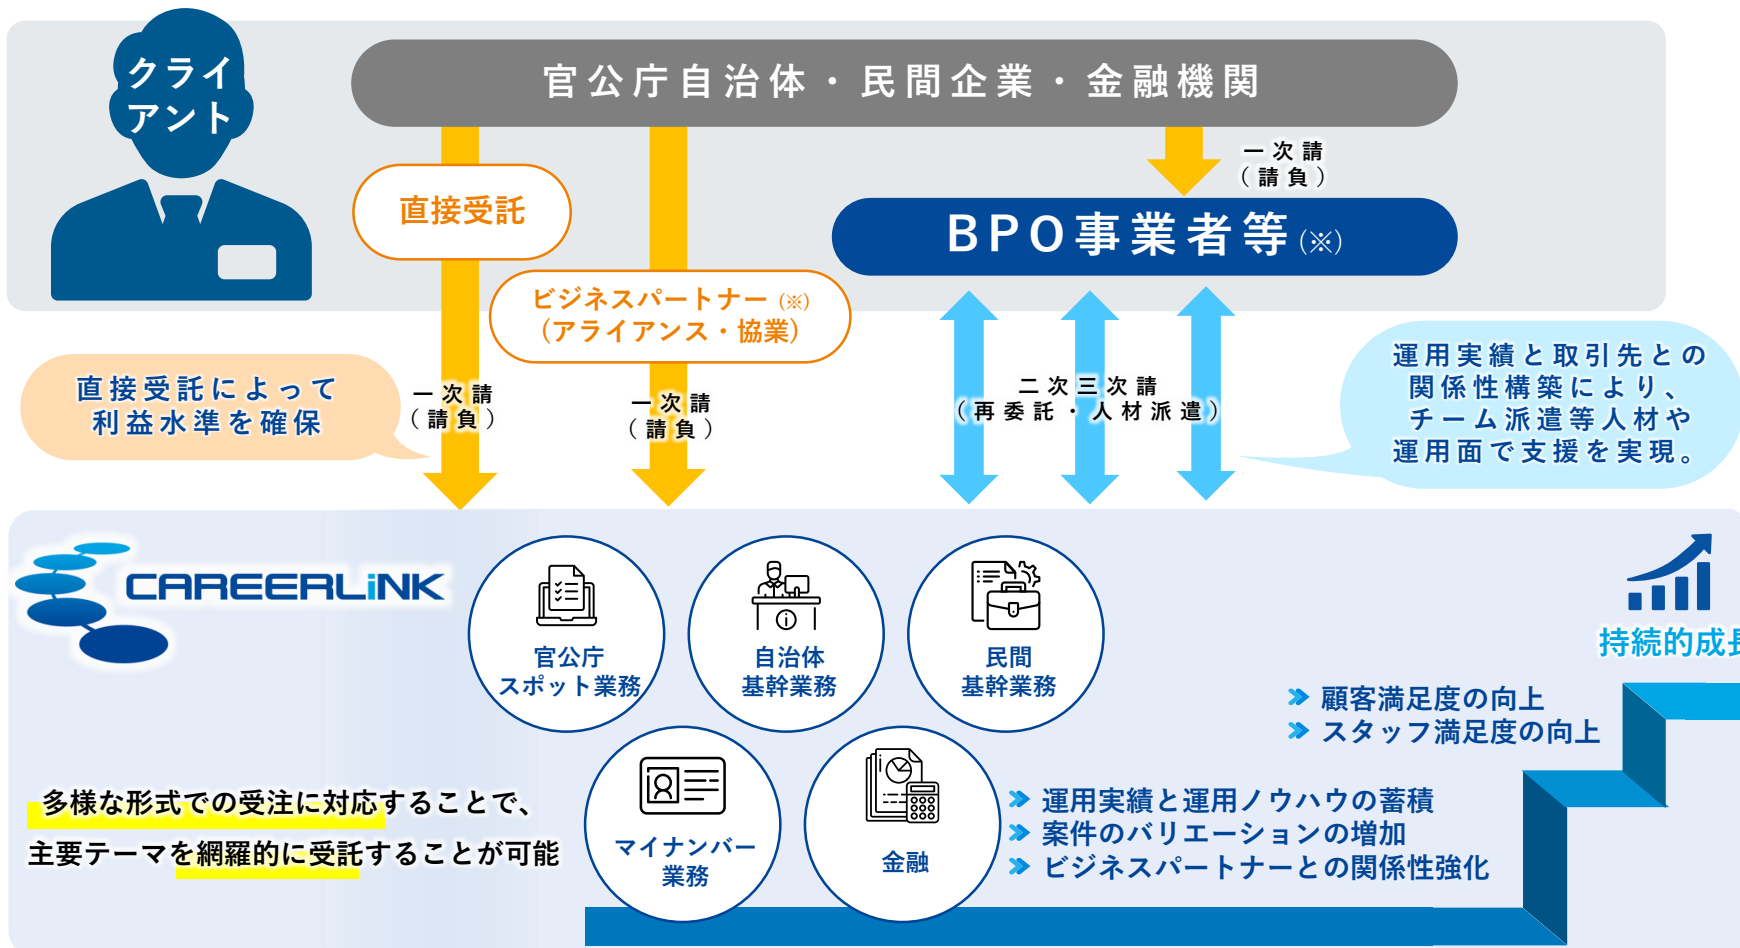 クライ
アント
官公庁自治体・民間企業・金融機関
一次請
（請負）
直接受託
BPO事業者等(※)
ビジネスパートナー(※)
（アライアンス・協業）
直接受託によって
利益水準を確保
一次請
（請負）
一次請
（請負）
二次三次請
（再委託・人材派遣）
運用実績と取引先との
関係性構築により、
チーム派遣等人材や
運用面で支援を実現。
CAREERLiNK
官公庁
スポット業務
自治体
基幹業務
民間
基幹業務
持続的成長
顧客満足度の向上
スタッフ満足度の向上
多様な形式での受注に対応することで、
主要テーマを網羅的に受託することが可能
マイナンバー
業務
金融
運用実績と運用ノウハウの蓄積
案件のバリエーションの増加
ビジネスパートナーとの関係性強化